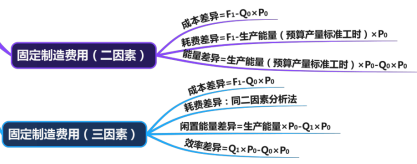 成本差异=F₁-Q₀×P₀
耗费差异=F₁-生产能量（预算产量标准工时）×P₀
固定制造费用（二因素）
能量差异=生产能量（预算产量标准工时）×P₀-Q₀×P₀
成本差异=F₁-Q₀×P₀
耗费差异：同二因素分析法
固定制造费用（三因素）
闲置能量差异=生产能量×P₀-Q₁×P₀
效率差异=Q₁×P₀-Q₀×P₀